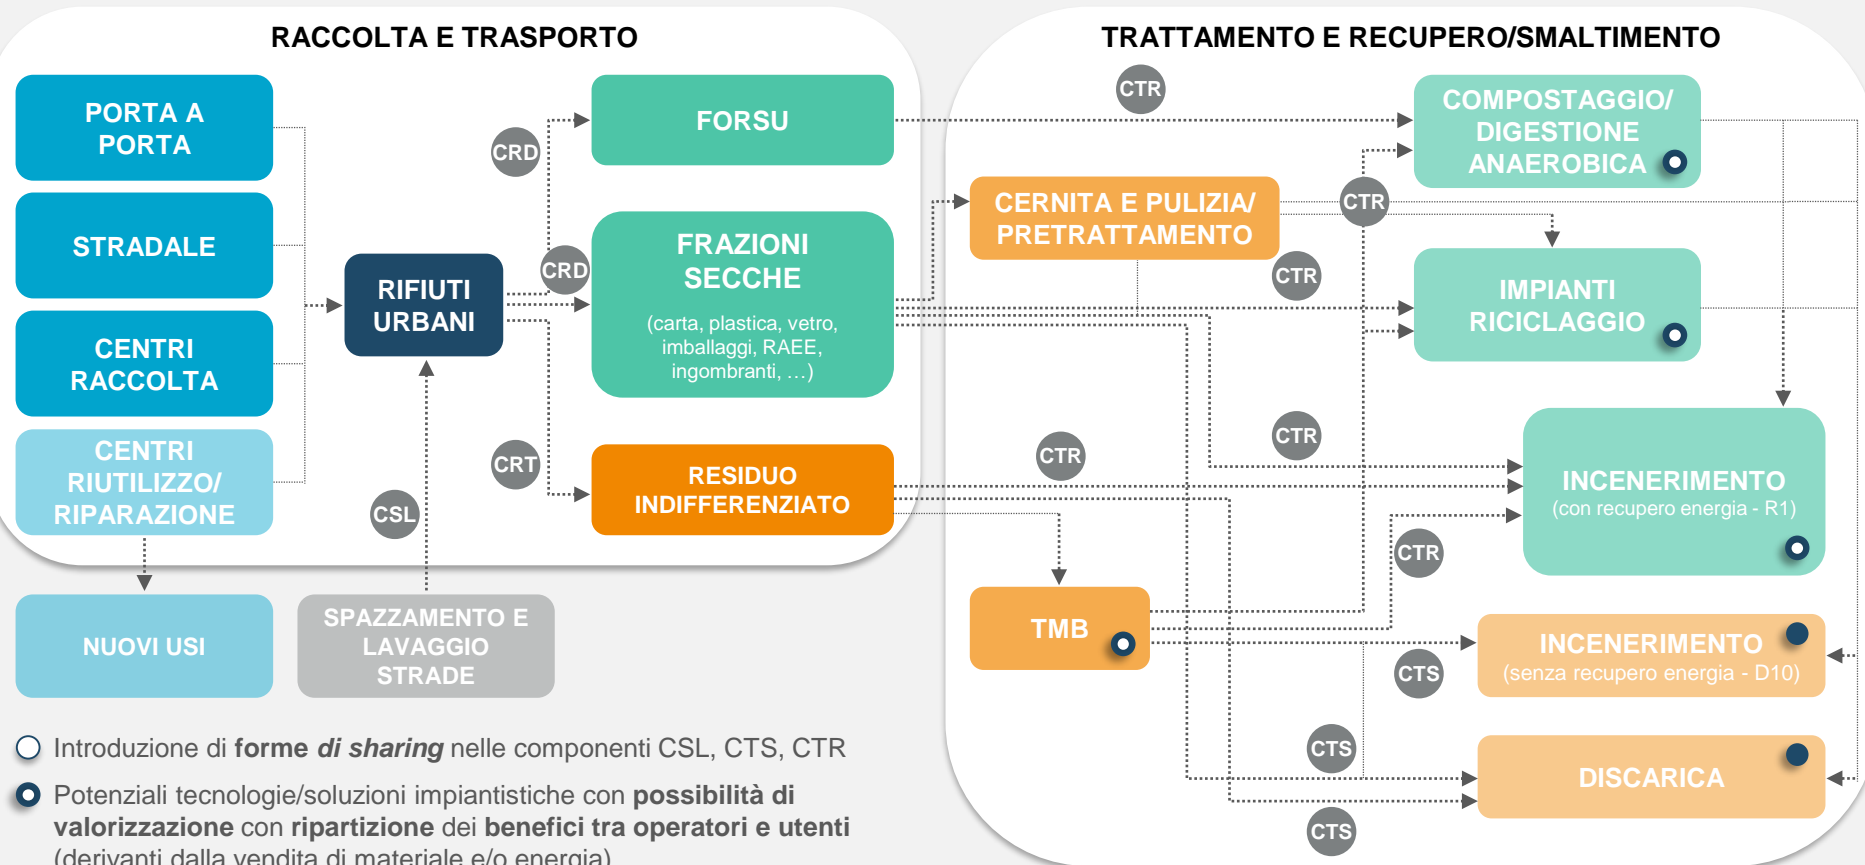 RACCOLTA E TRASPORTO
PORTA A
PORTA
STRADALE
CENTRI
RACCOLTA
CENTRI
RIUTILIZZO/
RIPARAZIONE
NUOVI USI
SPAZZAMENTO E
LAVAGGIO
STRADE
CSL
RIFIUTI
URBANI
CRD
CRD
CRT
FORSU
FRAZIONI
SECCHE
(carta, plastica, vetro,
imballaggi, RAEE,
ingombranti, …)
RESIDUO
INDIFFERENZIATO
TRATTAMENTO E RECUPERO/SMALTIMENTO
CTR
CERNITA E PULIZIA/
PRETRATTAMENTO
CTR
CTR
CTR
CTR
CTR
TMB
CTS
CTS
CTS
COMPOSTAGGIO/
DIGESTIONE
ANAEROBICA
IMPIANTI
RICICLAGGIO
INCENERIMENTO
(con recupero energia - R1)
INCENERIMENTO
(senza recupero energia - D10)
DISCARICA
Introduzione di forme di sharing nelle componenti CSL, CTS, CTR
Potenziali tecnologie/soluzioni impiantistiche con possibilità di
valorizzazione con ripartizione dei benefici tra operatori e utenti
(derivanti dalla vendita di materiale e/o energia)